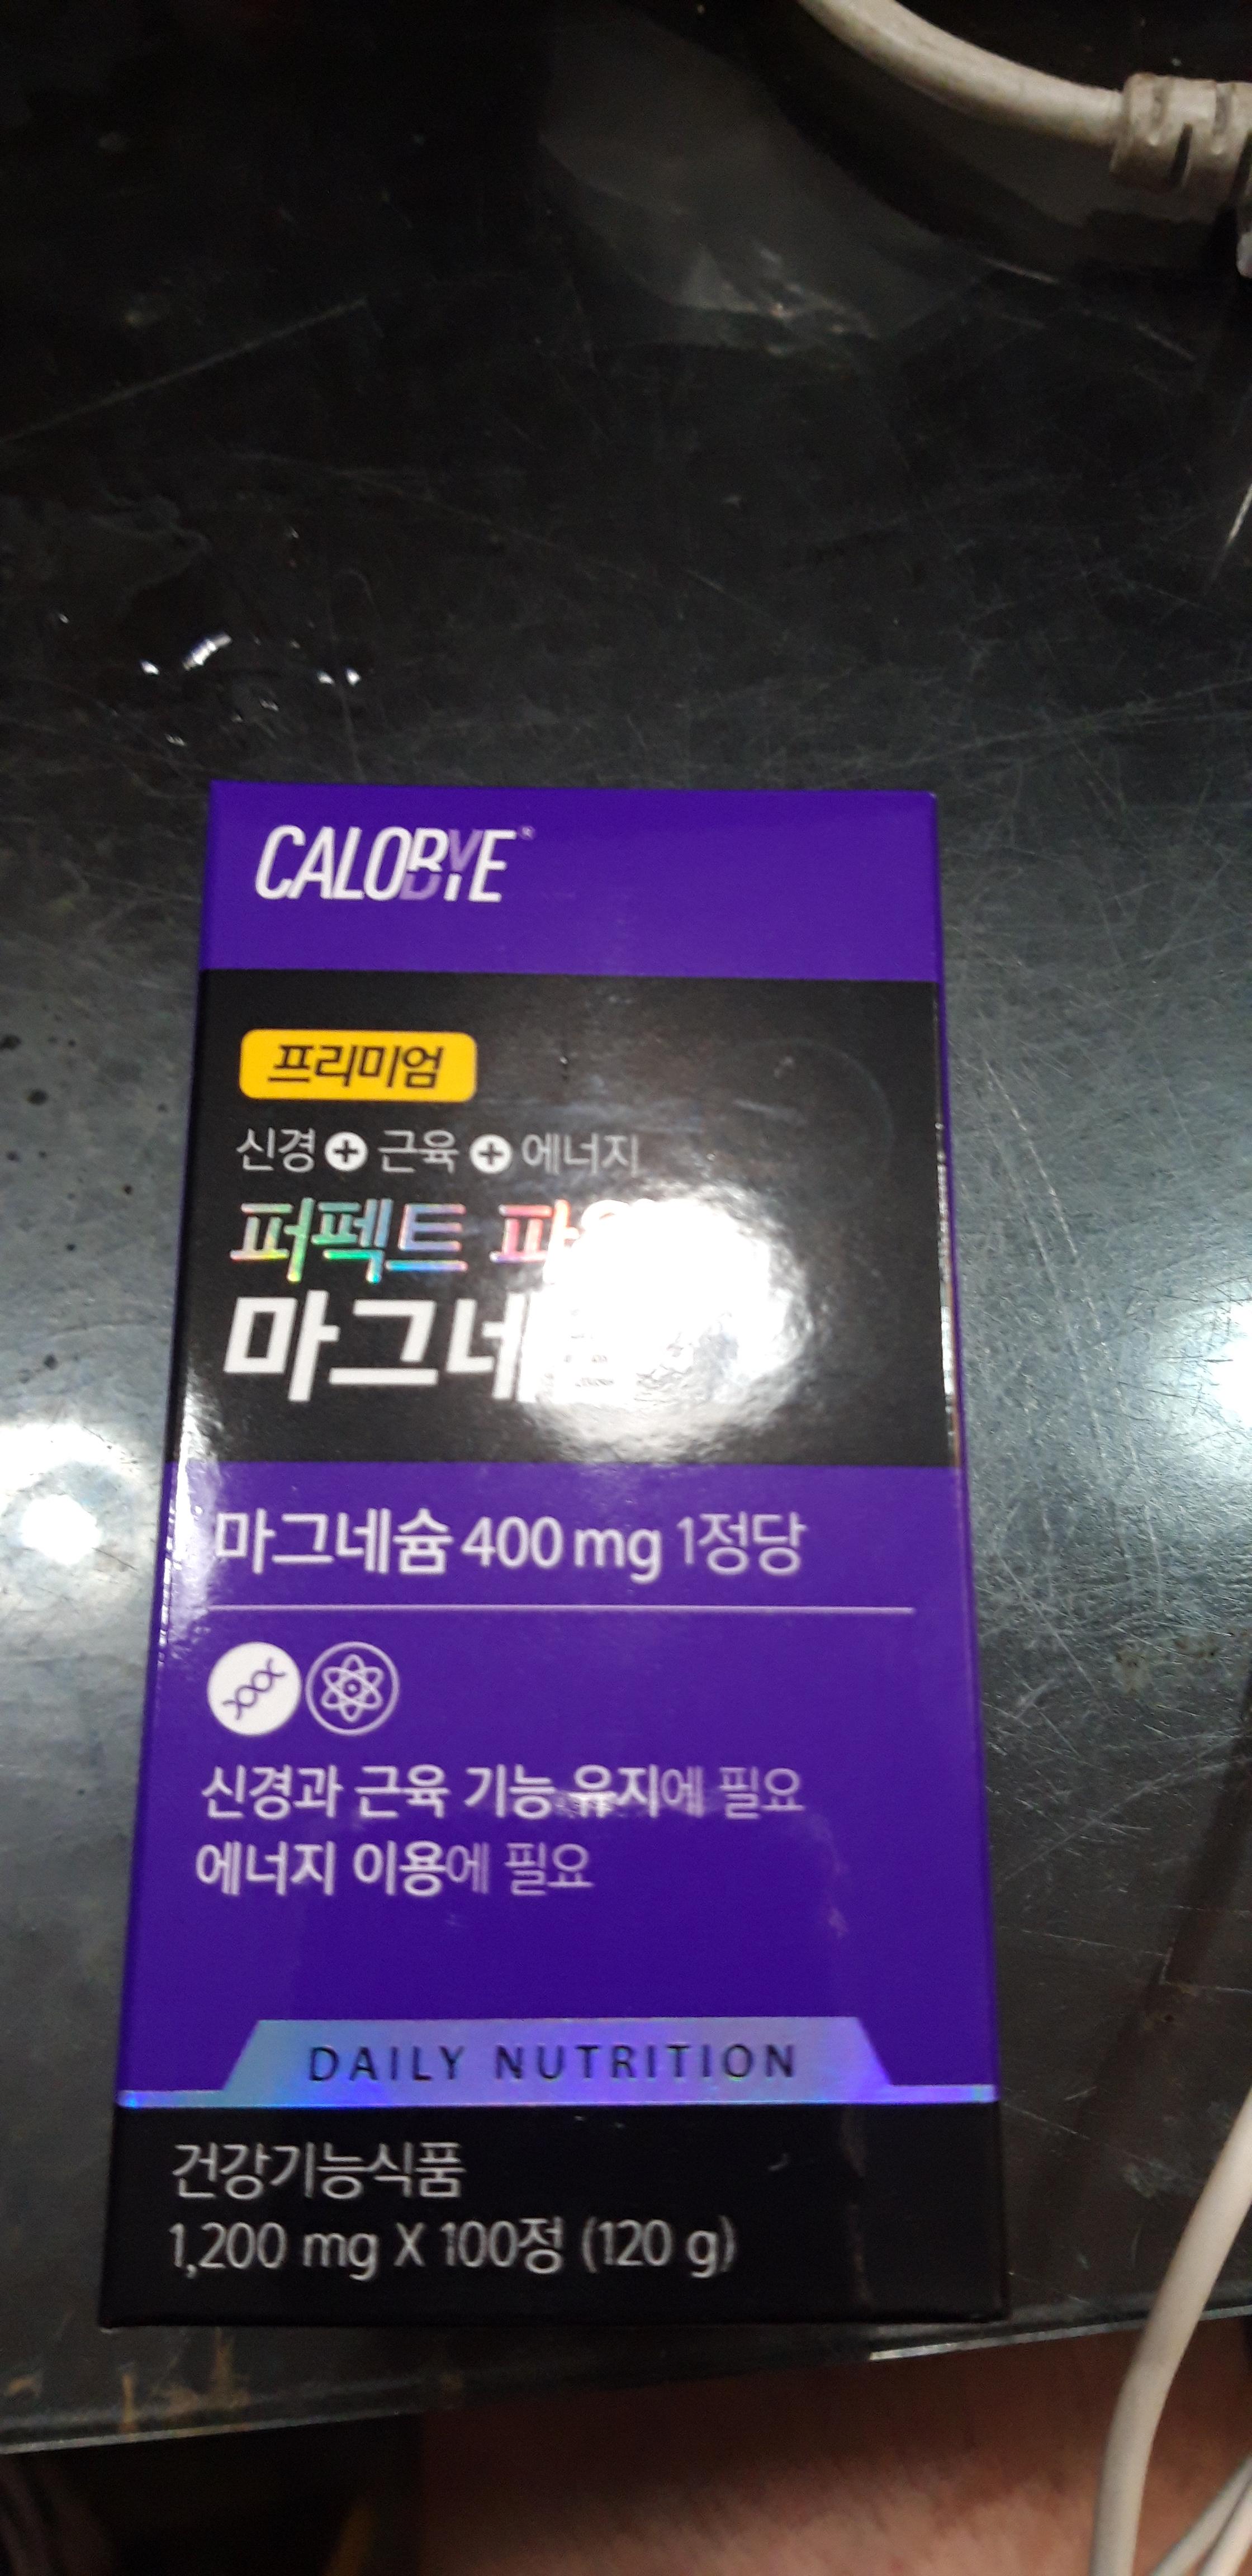 CALOBYE®
프리미엄
신경 + 근육 + 에너지
퍼펙트
마그네
마그네슘 400 mg 1정당
신경과 근육 기능 유지에 필요
에너지 이용에 필요
DAILY NUTRITION
건강기능식품
1,200 mg X 100정 (120 g)